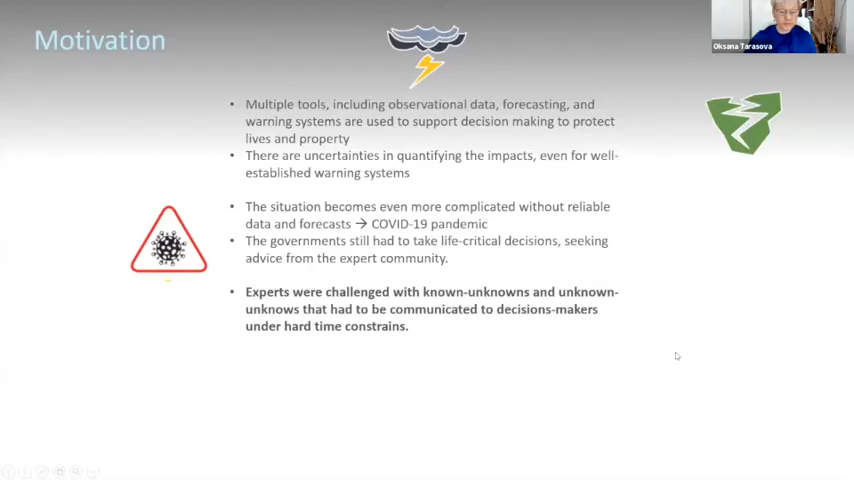 Motivation
Oksana Tarasova
• Multiple tools, including observational data, forecasting, and
warning systems are used to support decision making to protect
lives and property
• There are uncertainties in quantifying the impacts, even for well-
established warning systems
• The situation becomes even more complicated without reliable
data and forecasts → COVID-19 pandemic
• The governments still had to take life-critical decisions, seeking
advice from the expert community.
• Experts were challenged with known-unknowns and unknown-
unknows that had to be communicated to decisions-makers
under hard time constrains.